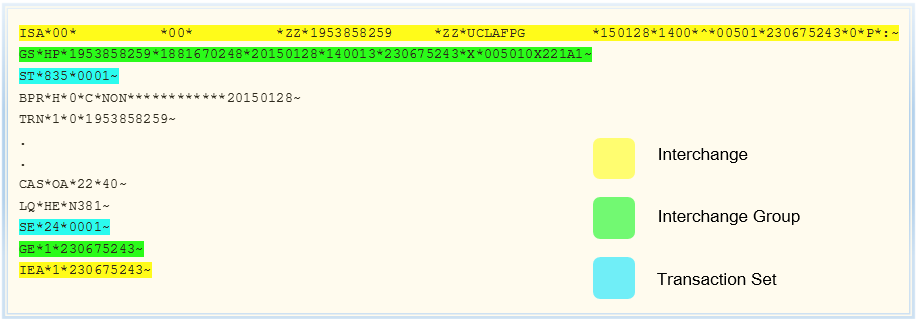 ISA*00*          *00*          *ZZ*1953858259     *ZZ*UCLAFPG        *150128*1400*^*00501*230675243*0*P*:~
GS*HP*1953858259*1881670248*20150128*140013*230675243*X*005010X221A1~
ST*835*0001~
BPR*H*0*C*NON************20150128~
TRN*1*0*1953858259~
.
.
CAS*OA*22*40~
LQ*HE*N381~
SE*24*0001~
GE*1*230675243~
IEA*1*230675243~
Interchange
Interchange Group
Transaction Set